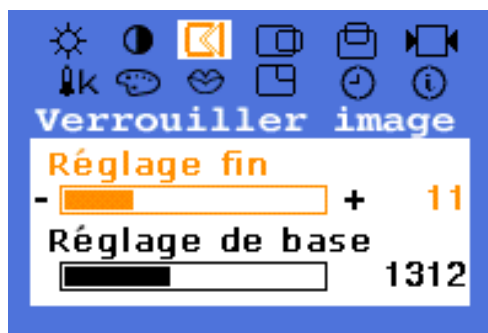 K
Verrouiller image
Réglage fin
- + 11
Réglage de base
1312